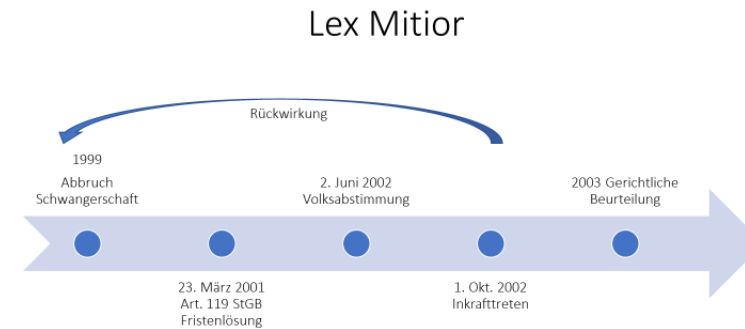 Lex Mitior
Rückwirkung
1999
Abbruch
Schwangerschaft
23. März 2001
Art. 119 StGB
Fristenlösung
2. Juni 2002
Volksabstimmung
1. Okt. 2002
Inkrafttreten
2003 Gerichtliche
Beurteilung